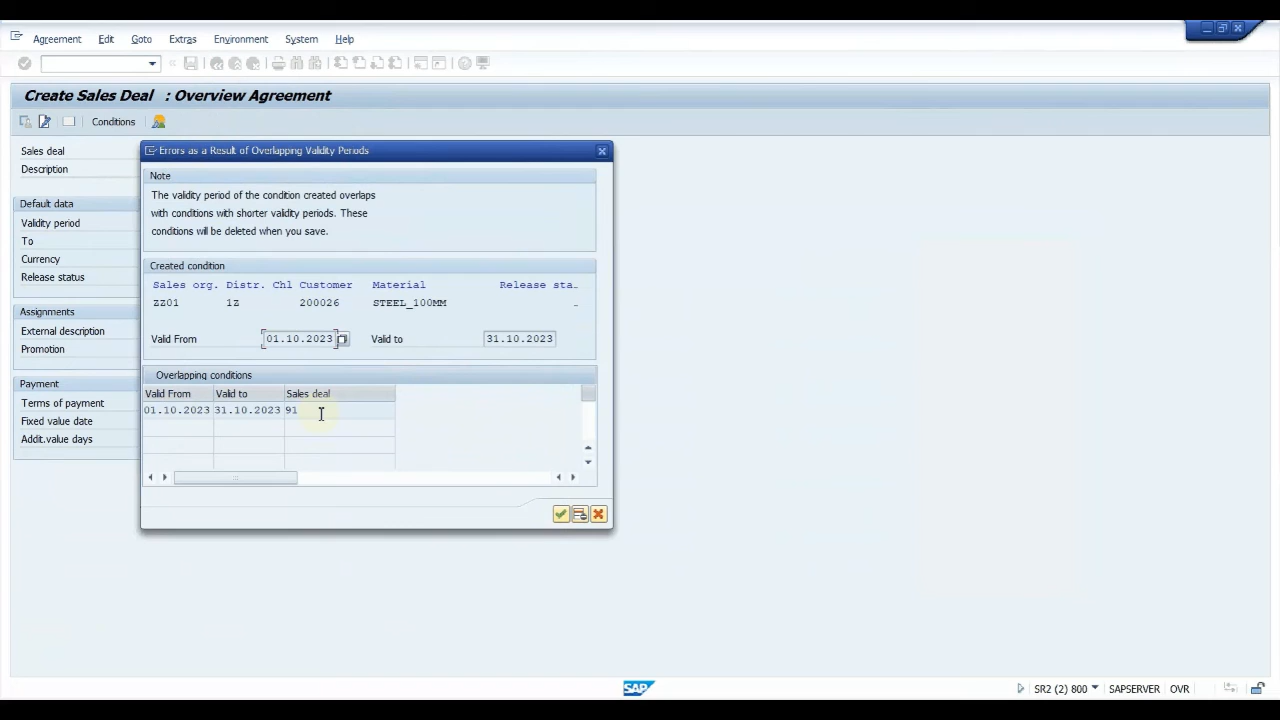 Agreement Edit Goto Extras Environment System Help
Create Sales Deal : Overview Agreement
Conditions
Sales deal
Description
Default data
Validity period
To
Currency
Release status
Assignments
External description
Promotion
Payment
Terms of payment
Fixed value date
Addit.value days
Errors as a Result of Overlapping Validity Periods
Note
The validity period of the condition created overlaps
with conditions with shorter validity periods. These
conditions will be deleted when you save.
Created condition
Sales org. Distr. Chl Customer Material Release sta…
ZZ01 1Z 200026 STEEL_100MM
Valid From 01.10.2023 Valid to 31.10.2023
Overlapping conditions
Valid From Valid to Sales deal
01.10.2023 31.10.2023 91
SAP SR2 (2) 800 SAPSERVER OVR